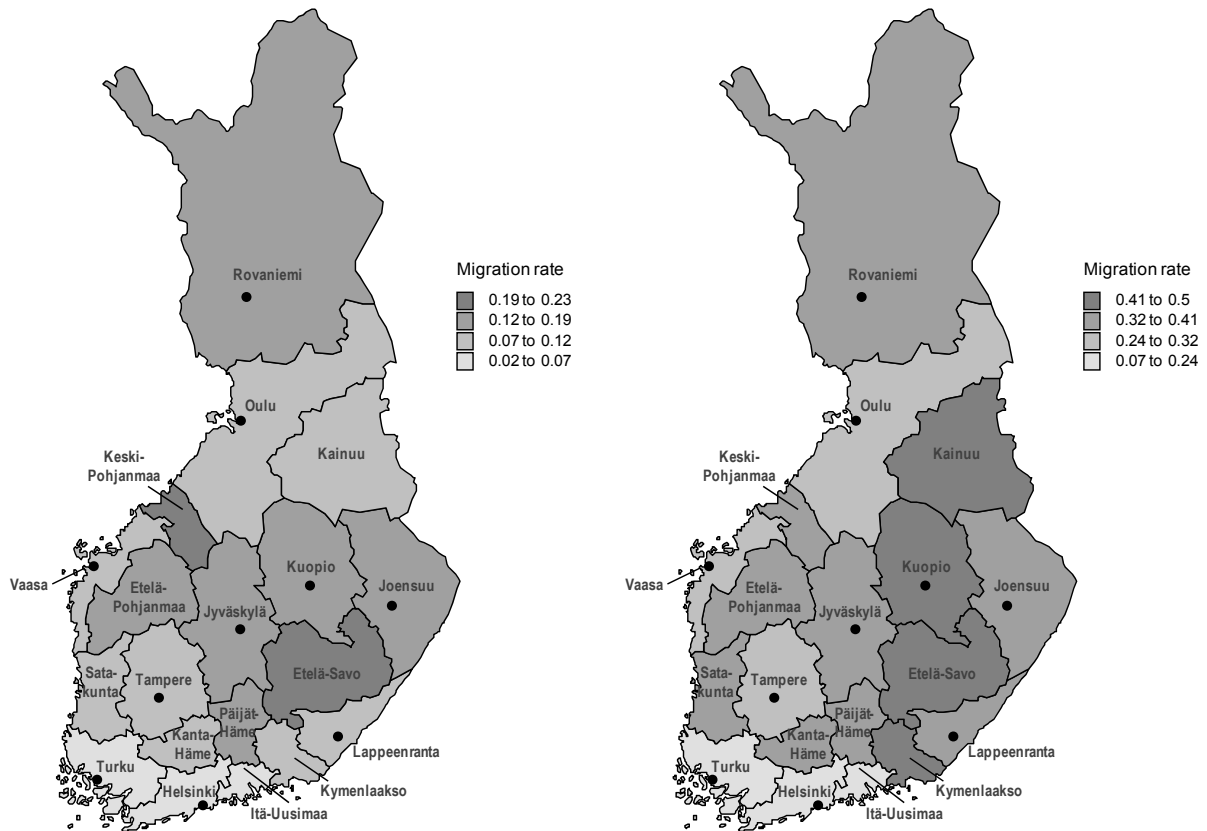 Rovaniemi
Migration rate
0.19 to 0.23
0.12 to 0.19
0.07 to 0.12
0.02 to 0.07
Oulu
Kainuu
Keski-
Pohjanmaa
Vaasa
Etelä-
Pohjanmaa
Kuopio
Joensuu
Jyväskylä
Sata-
kunta
Tampere
Etelä-Savo
Päijät-
Häme
Kanta-
Häme
Lappeenranta
Turku
Helsinki
Kymenlaakso
Itä-Uusimaa
Rovaniemi
Migration rate
0.41 to 0.5
0.32 to 0.41
0.24 to 0.32
0.07 to 0.24
Oulu
Kainuu
Keski-
Pohjanmaa
Vaasa
Etelä-
Pohjanmaa
Kuopio
Joensuu
Jyväskylä
Sata-
kunta
Tampere
Etelä-Savo
Päijät-
Häme
Kanta-
Häme
Lappeenranta
Turku
Helsinki
Kymenlaakso
Itä-Uusimaa